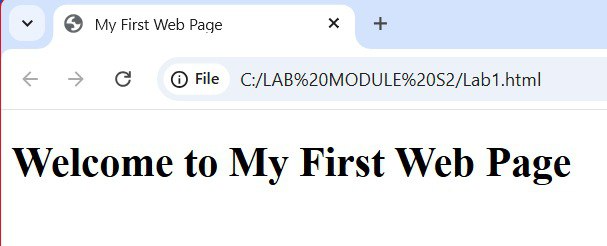 My First Web Page
File C:/LAB%20MODULE%20S2/Lab1.html
Welcome to My First Web Page